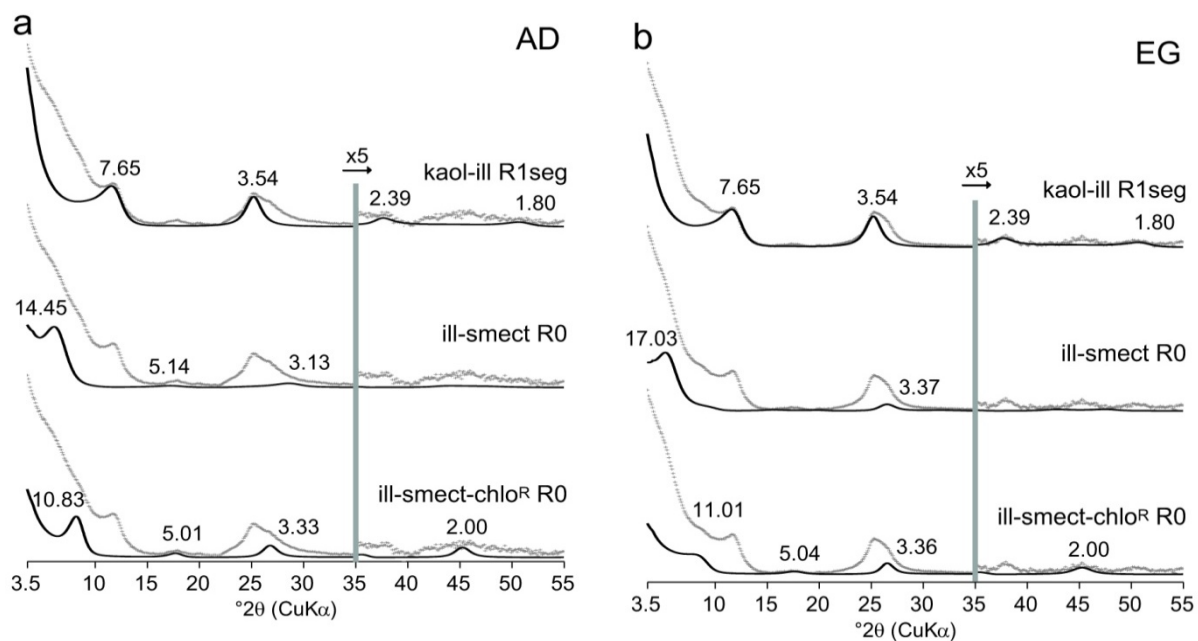 a
AD
7.65
3.54
x5
kaol-ill R1seg
2.39
1.80
14.45
ill-smect R0
5.14
3.13
10.83
ill-smect-chloᴿ R0
5.01
3.33
2.00
3.5 10 15 20 25 30 35 40 45 50 55
°2θ (CuKα)
b
EG
7.65
3.54
x5
kaol-ill R1seg
2.39
1.80
17.03
ill-smect R0
3.37
11.01
ill-smect-chloᴿ R0
5.04
3.36
2.00
3.5 10 15 20 25 30 35 40 45 50 55
°2θ (CuKα)